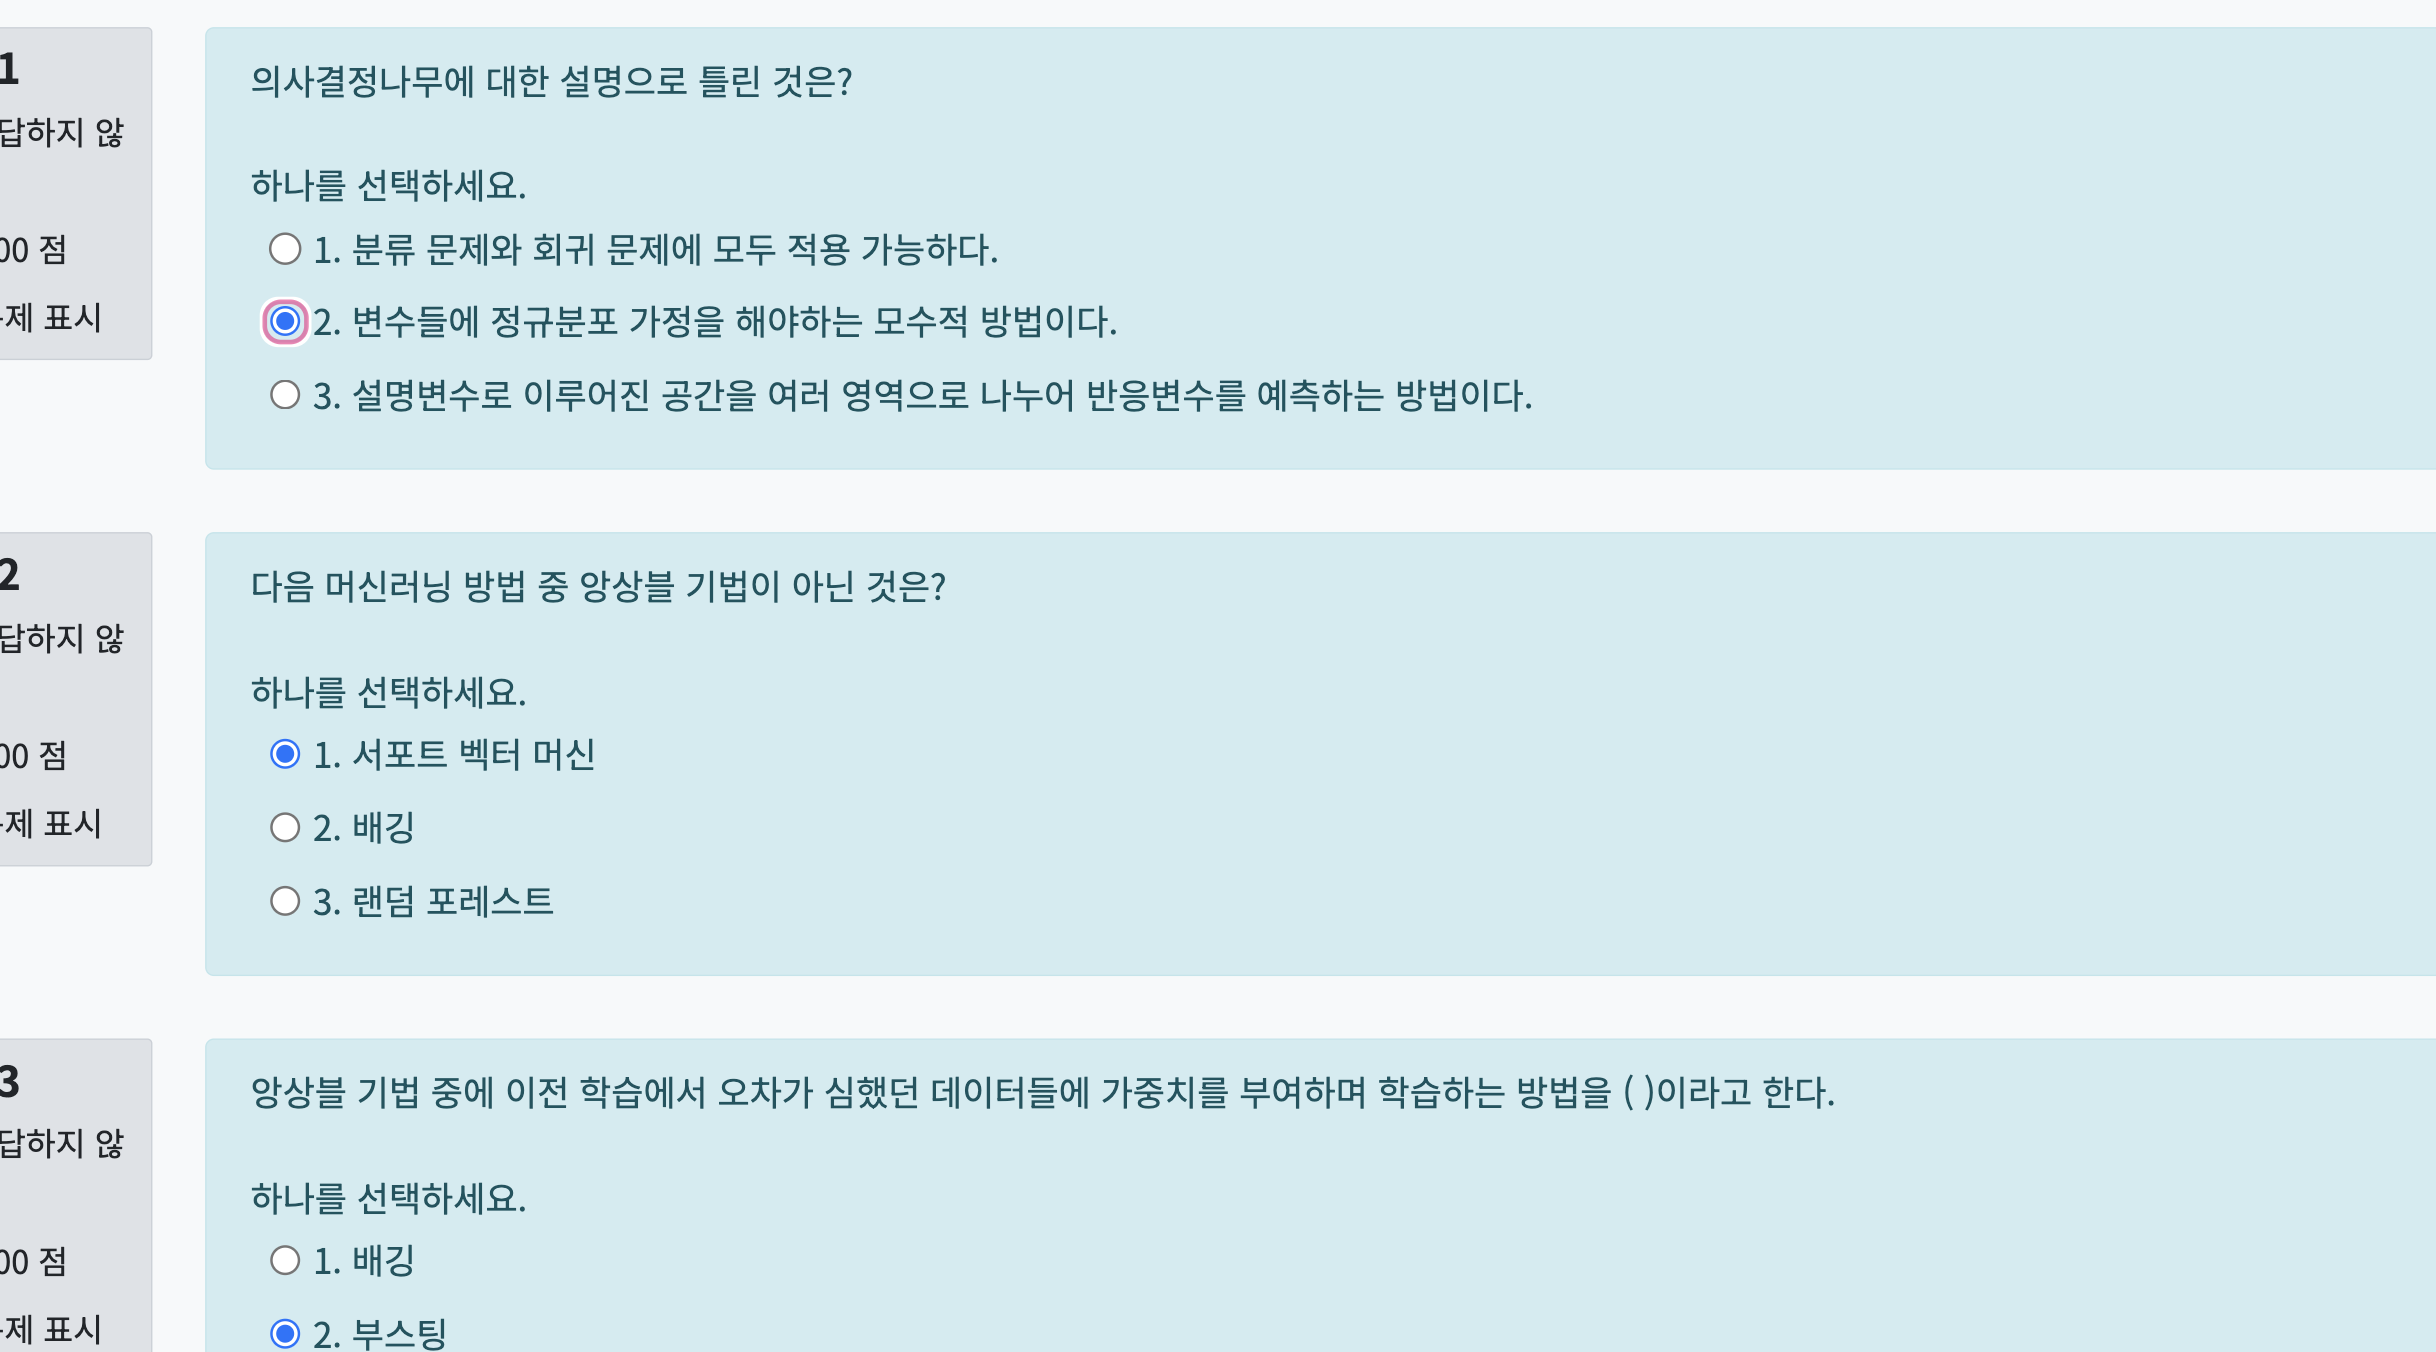 1
답하지 않
00 점
제 표시
의사결정나무에 대한 설명으로 틀린 것은?
하나를 선택하세요.
1. 분류 문제와 회귀 문제에 모두 적용 가능하다.
2. 변수들에 정규분포 가정을 해야하는 모수적 방법이다.
3. 설명변수로 이루어진 공간을 여러 영역으로 나누어 반응변수를 예측하는 방법이다.
2
답하지 않
00 점
제 표시
다음 머신러닝 방법 중 앙상블 기법이 아닌 것은?
하나를 선택하세요.
1. 서포트 벡터 머신
2. 배깅
3. 랜덤 포레스트
3
답하지 않
00 점
제 표시
앙상블 기법 중에 이전 학습에서 오차가 심했던 데이터들에 가중치를 부여하며 학습하는 방법을 ( )이라고 한다.
하나를 선택하세요.
1. 배깅
2. 부스팅